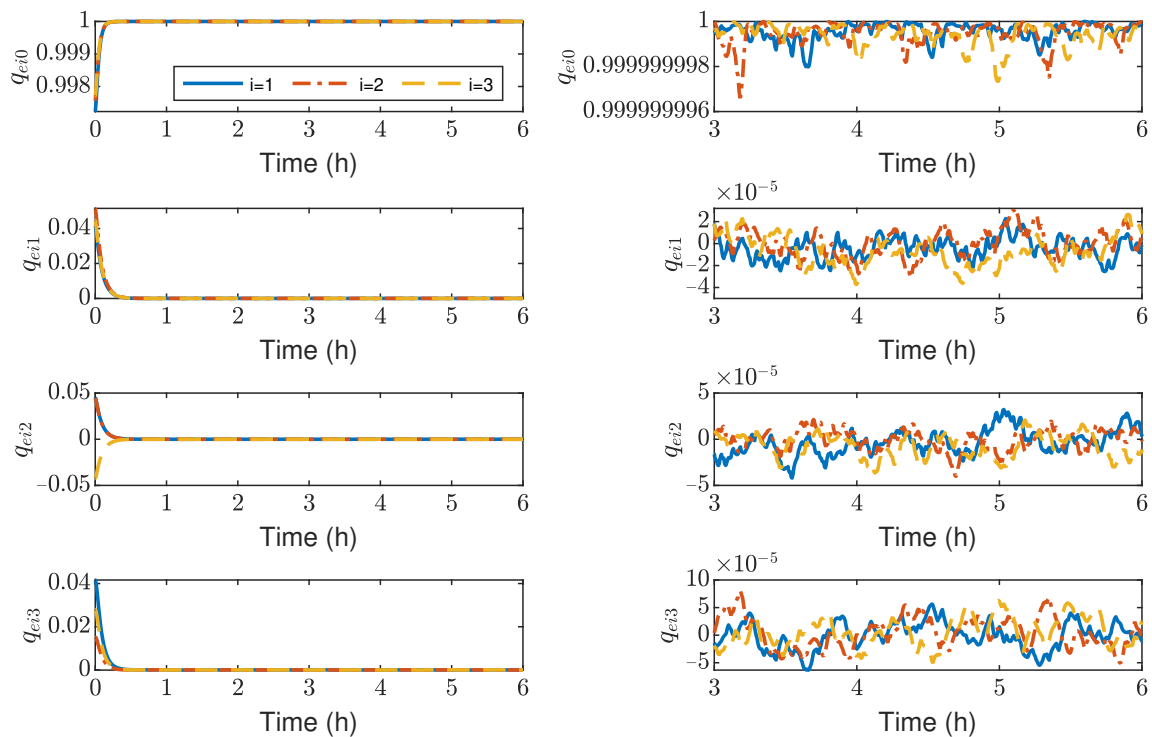 1
0.999
0.998
q_{ei0}
i=1 i=2 i=3
0 1 2 3 4 5 6
Time (h)
1
0.999999998
0.999999996
q_{ei0}
3 4 5 6
Time (h)
0.04
0.02
0
q_{ei1}
0 1 2 3 4 5 6
Time (h)
×10^{-5}
2
0
−2
−4
q_{ei1}
3 4 5 6
Time (h)
0.05
0
−0.05
q_{ei2}
0 1 2 3 4 5 6
Time (h)
×10^{-5}
5
0
−5
q_{ei2}
3 4 5 6
Time (h)
0.04
0.02
0
q_{ei3}
0 1 2 3 4 5 6
Time (h)
×10^{-5}
10
5
0
−5
q_{ei3}
3 4 5 6
Time (h)